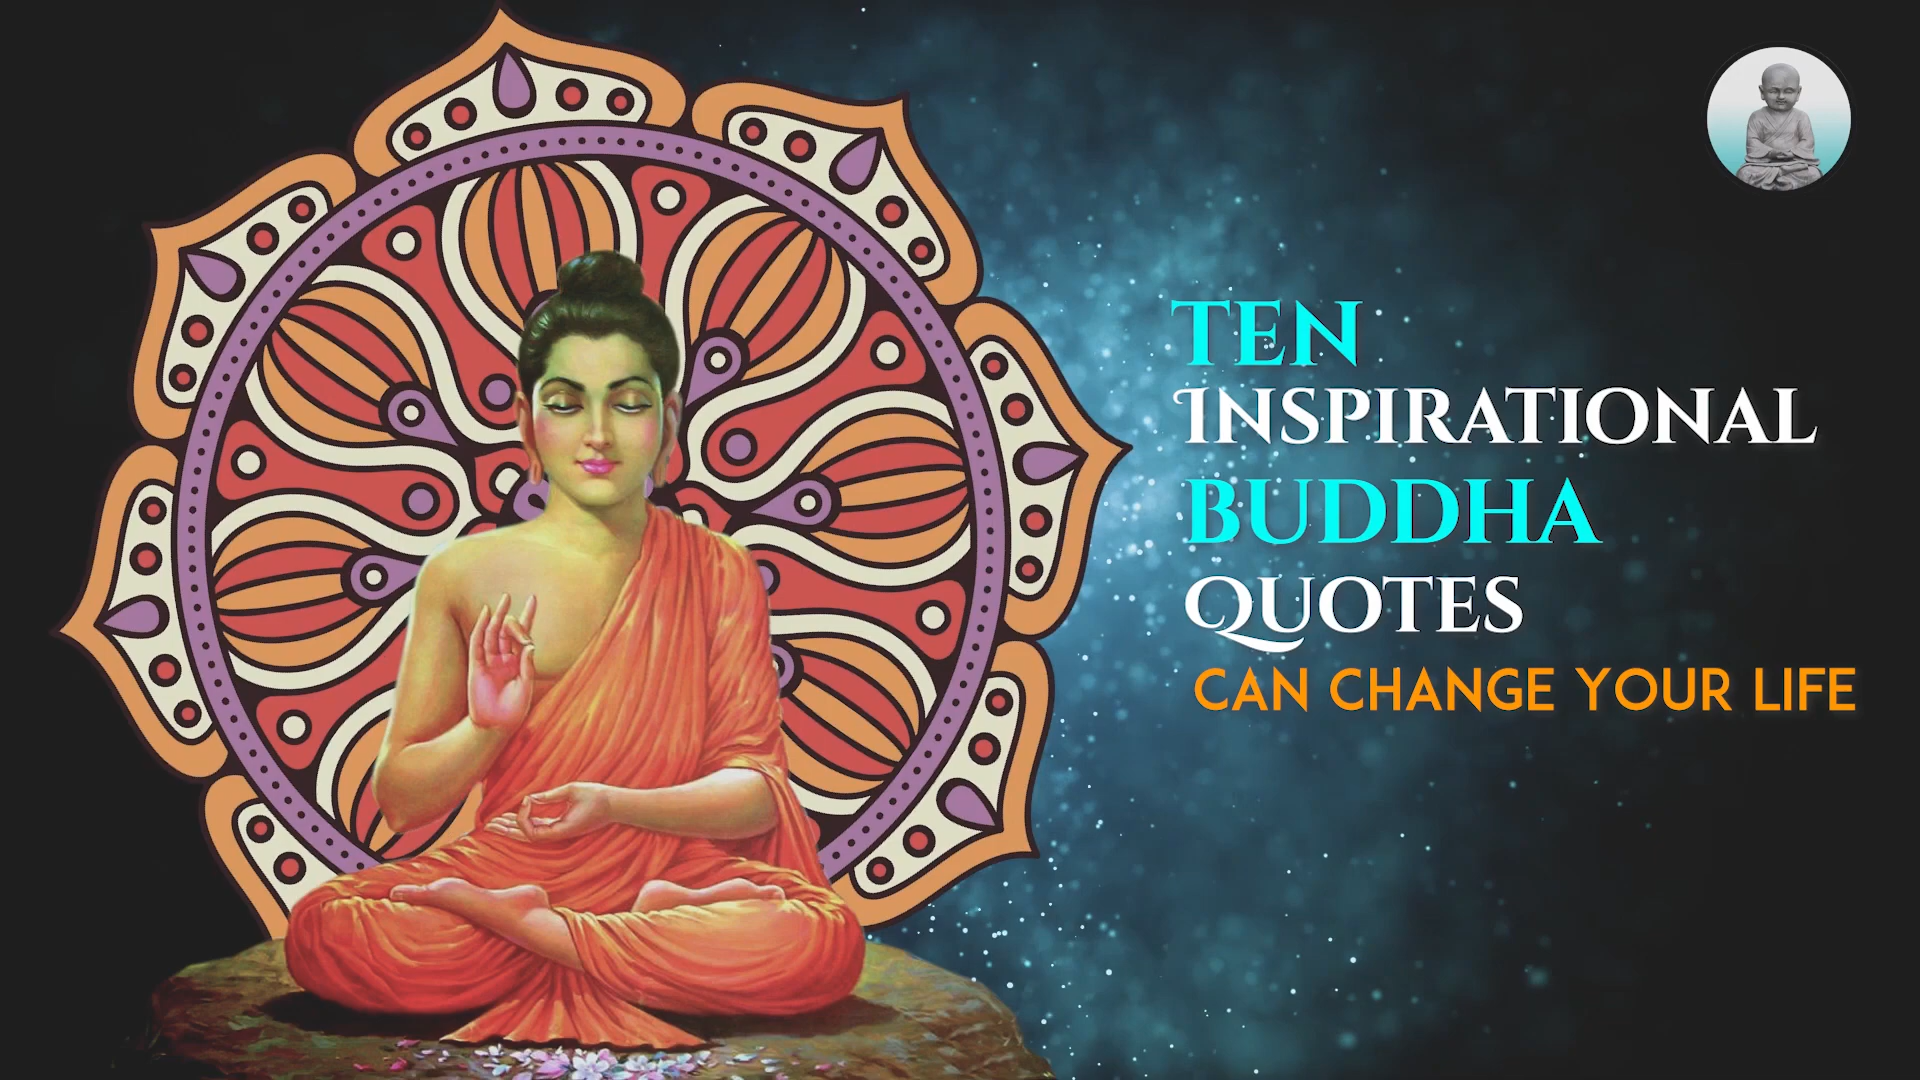 TEN
INSPIRATIONAL
BUDDHA
QUOTES
CAN CHANGE YOUR LIFE